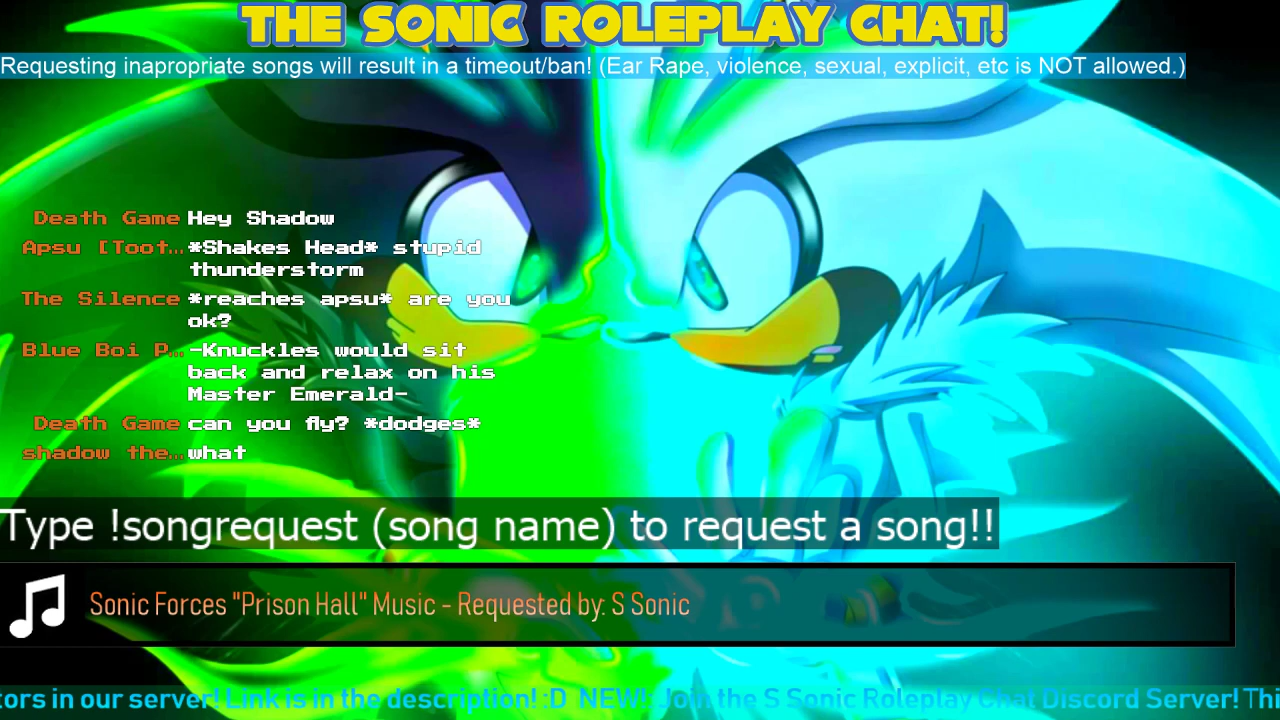 THE SONIC ROLEPLAY CHAT!
Requesting inapropriate songs will result in a timeout/ban! (Ear Rape, violence, sexual, explicit, etc is NOT allowed.)
Death Game Hey Shadow
Apsu [Toot... *Shakes Head* stupid
thunderstorm
The Silence *reaches apsu* are you
ok?
Blue Boi P... -Knuckles would sit
back and relax on his
Master Emerald-
Death Game can you fly? *dodges*
shadow the... what
Type !songrequest (song name) to request a song!!
Sonic Forces "Prison Hall" Music - Requested by: S Sonic
tors in our server! Link is in the description! :D NEW!: Join the S Sonic Roleplay Chat Discord Server! Thi